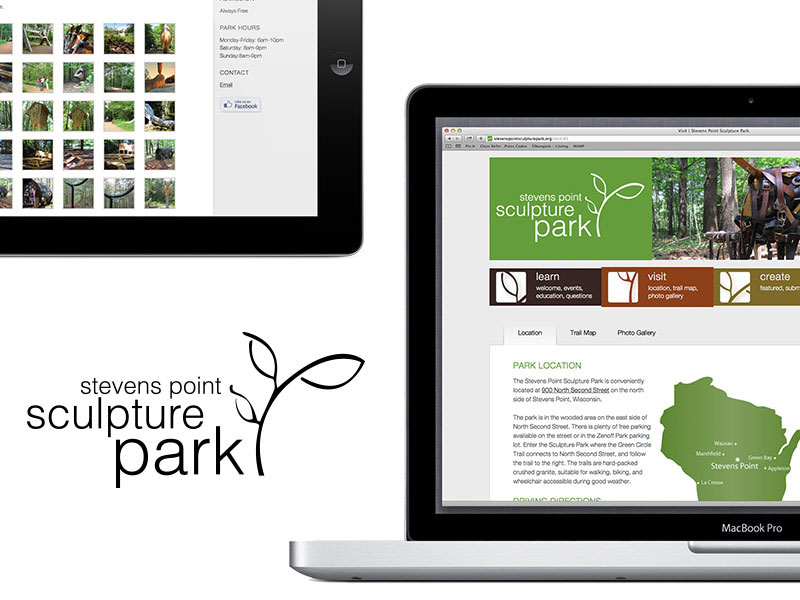 Always Free
PARK HOURS
Monday-Friday: 6am-10pm
Saturday: 8am-9pm
Sunday: 8am-9pm
CONTACT
Email
Like us on
Facebook
stevens point
sculpture
park
Visit | Stevens Point Sculpture Park
stevenspointsculpturepark.org
stevens point
sculpture
park
learn
welcome, events,
education, questions
visit
location, trail map,
photo gallery
create
featured, subm
Location
Trail Map
Photo Gallery
PARK LOCATION
The Stevens Point Sculpture Park is conveniently
located at 900 North Second Street on the north
side of Stevens Point, Wisconsin.
The park is in the wooded area on the east side of
North Second Street. There is plenty of free parking
available on the street or in the Zenoff Park parking
lot. Enter the Sculpture Park where the Green Circle
Trail connects to North Second Street, and follow
the trail to the right. The trails are hard-packed
crushed granite, suitable for walking, biking, and
wheelchair accessible during good weather.
DRIVING DIRECTIONS
Wausau
Marshfield
Green Bay
Stevens Point
Appleton
La Crosse
MacBook Pro